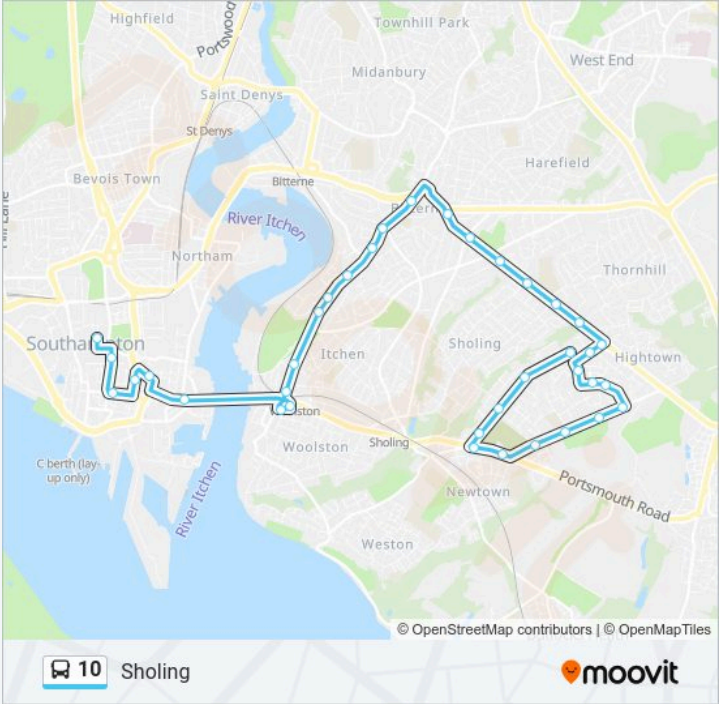 Highfield
Portswood
Townhill Park
West End
Midanbury
Saint Denys
St Denys
Harefield
Bevois Town
Bitterne
River Itchen
Northam
Thornhill
Southampton
Itchen
Sholing
Hightown
Woolston
Sholing
C berth (lay-
up only)
River Itchen
Newtown
Portsmouth Road
Weston
© OpenStreetMap contributors | © OpenMapTiles
10 Sholing
moovit